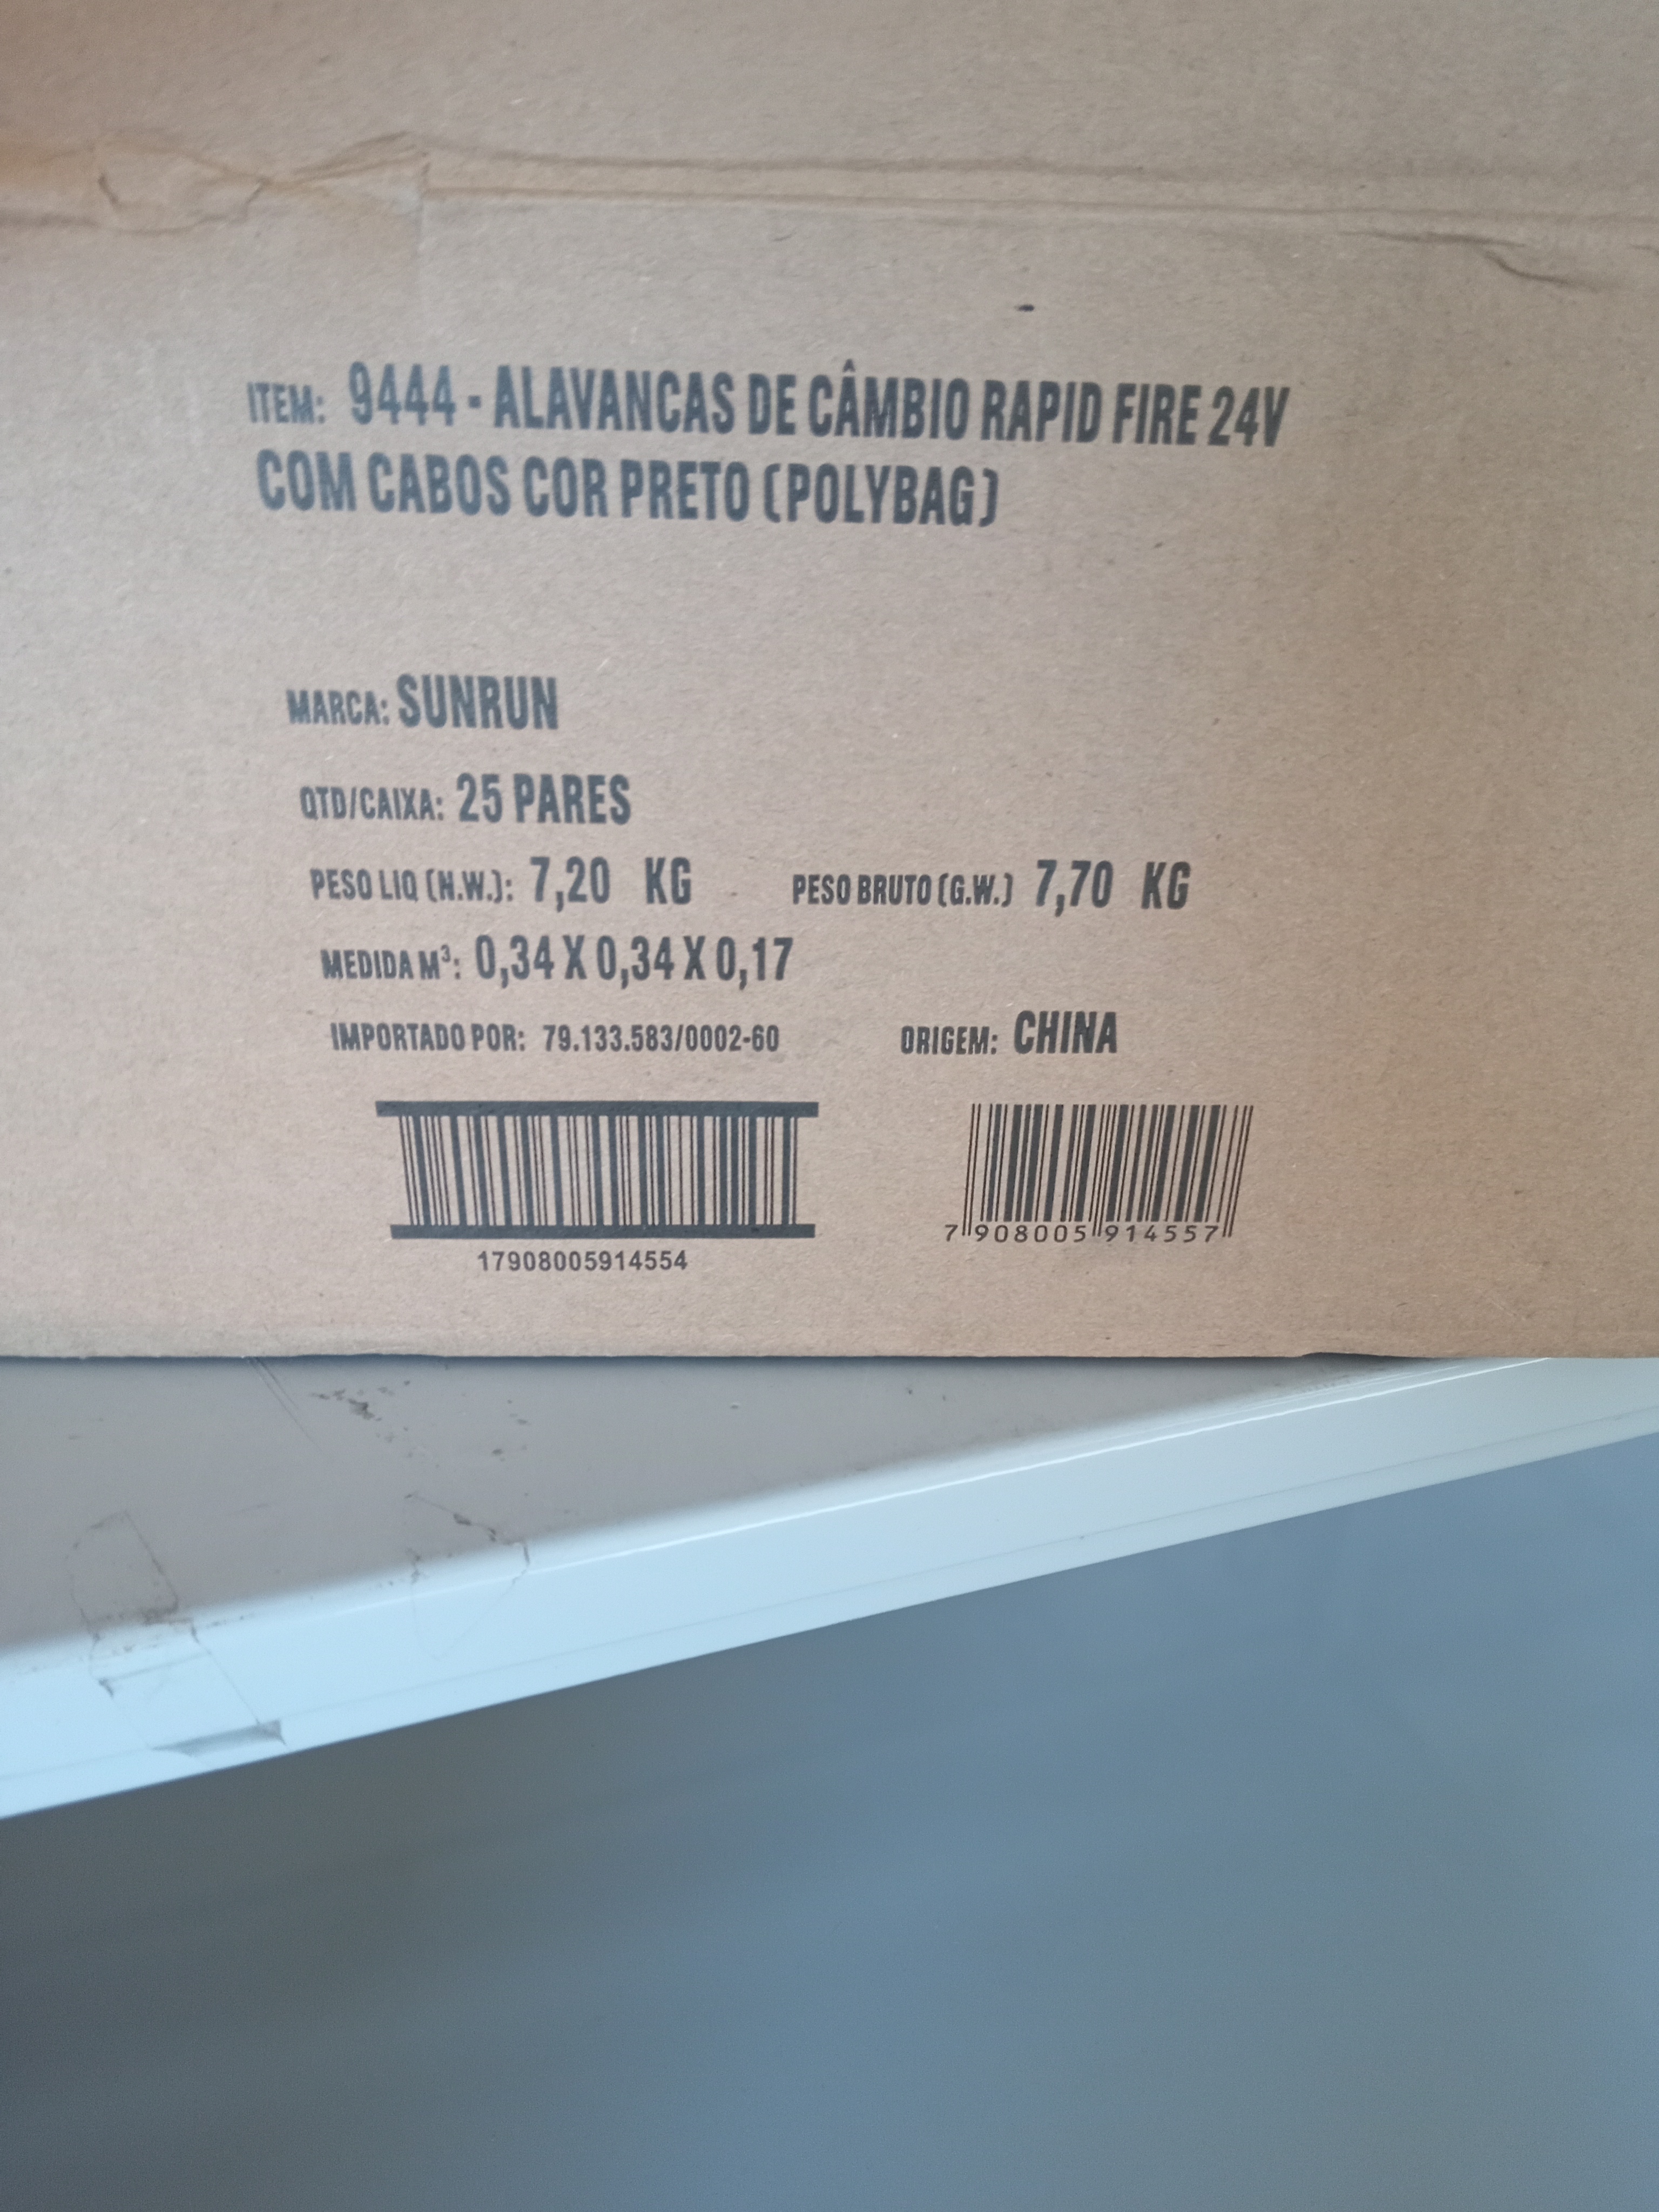 ITEM: 9444 - ALAVANCAS DE CÂMBIO RAPID FIRE 24V
COM CABOS COR PRETO (POLYBAG)
MARCA: SUNRUN
QTD/CAIXA: 25 PARES
PESO LIQ (N.W.): 7,20 KG PESO BRUTO (G.W.) 7,70 KG
MEDIDA M³: 0,34 X 0,34 X 0,17
IMPORTADO POR: 79.133.583/0002-60 ORIGEM: CHINA
17908005914554
7 908005 914557